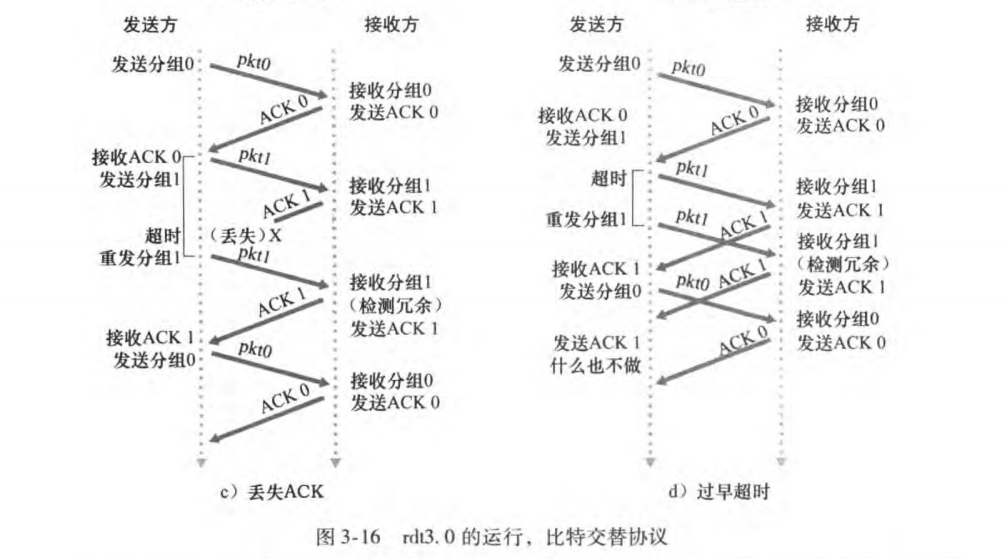 发送方
接收方
发送分组0
pkt0
接收分组0
发送ACK 0
ACK 0
接收ACK 0
发送分组1
pkt1
接收分组1
发送ACK 1
ACK 1
(丢失)X
超时
重发分组1
pkt1
接收分组1
(检测冗余)
发送ACK 1
ACK 1
接收ACK 1
发送分组0
pkt0
接收分组0
发送ACK 0
ACK 0
c) 丢失ACK
发送方
接收方
发送分组0
pkt0
接收分组0
发送ACK 0
ACK 0
接收ACK 0
发送分组1
超时
pkt1
接收分组1
发送ACK 1
重发分组1
pkt1
ACK 1
接收分组1
(检测冗余)
发送ACK 1
接收ACK 1
发送分组0
pkt0
ACK 1
接收分组0
发送ACK 0
发送ACK 1
什么也不做
ACK 0
d) 过早超时
图 3-16 rdt3.0 的运行，比特交替协议